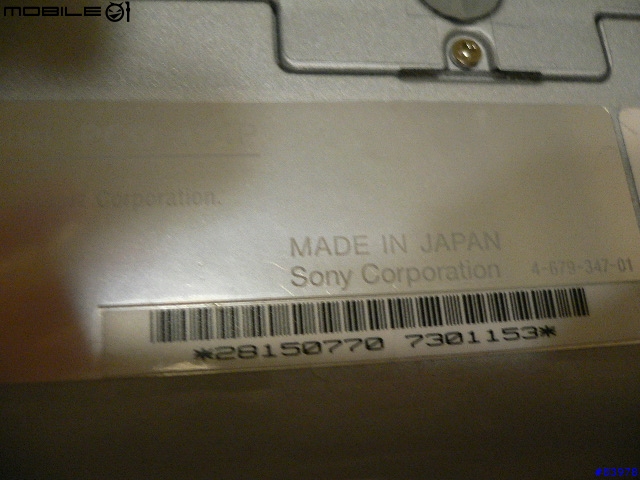 MOBILE01
Corporation.
MADE IN JAPAN
Sony Corporation
4-679-347-01
*28150770 7301153*